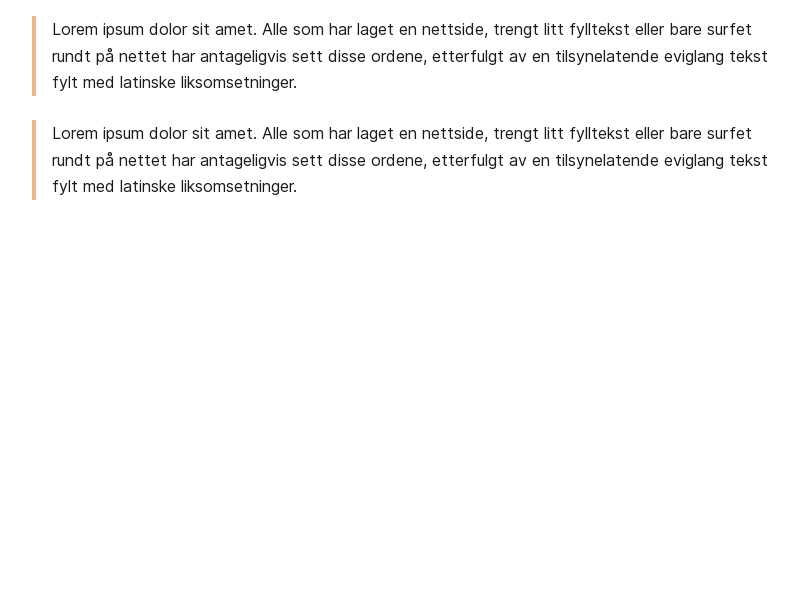 Lorem ipsum dolor sit amet. Alle som har laget en nettside, trengt litt fylltekst eller bare surfet
rundt på nettet har antageligvis sett disse ordene, etterfulgt av en tilsynelatende eviglang tekst
fylt med latinske liksomsetninger.
Lorem ipsum dolor sit amet. Alle som har laget en nettside, trengt litt fylltekst eller bare surfet
rundt på nettet har antageligvis sett disse ordene, etterfulgt av en tilsynelatende eviglang tekst
fylt med latinske liksomsetninger.